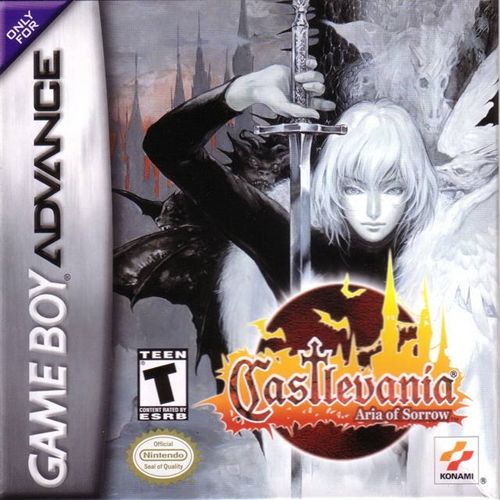 ONLY
FOR
GAME BOY ADVANCE
Castlevania®
Aria of Sorrow
TEEN
T
CONTENT RATED BY
ESRB
Official
Nintendo
Seal of Quality
KONAMI®